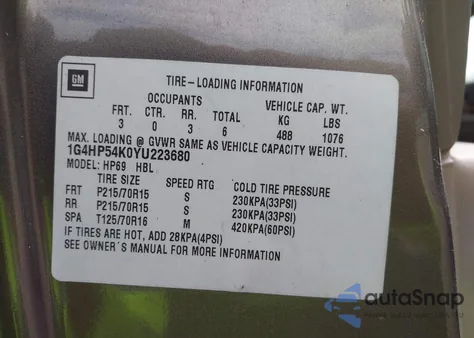 GM
TIRE-LOADING INFORMATION
OCCUPANTS VEHICLE CAP. WT.
FRT. CTR. RR. TOTAL KG LBS
3 0 3 6 488 1076
MAX. LOADING @ GVWR SAME AS VEHICLE CAPACITY WEIGHT.
1G4HP54K0YU223680
MODEL: HP69 HBL
TIRE SIZE SPEED RTG COLD TIRE PRESSURE
FRT P215/70R15 S 230KPA(33PSI)
RR P215/70R15 S 230KPA(33PSI)
SPA T125/70R16 M 420KPA(60PSI)
IF TIRES ARE HOT, ADD 28KPA(4PSI)
SEE OWNER'S MANUAL FOR MORE INFORMATION
autaSnap